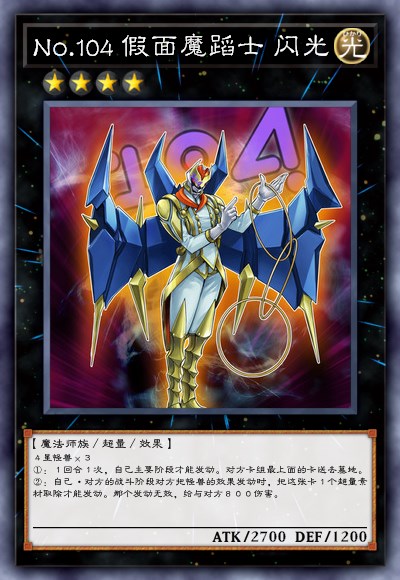 No.104 假面魔蹈士 闪光
光
ひかり
104
【魔法师族／超量／效果】
4星怪兽×3
①：1回合1次，自己主要阶段才能发动。对方卡组最上面的卡送去墓地。
②：自己·对方的战斗阶段对方把怪兽的效果发动时，把这张卡1个超量素
材取除才能发动。那个发动无效，给与对方800伤害。
ATK/2700 DEF/1200